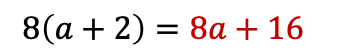 8(a + 2) = 8a + 16